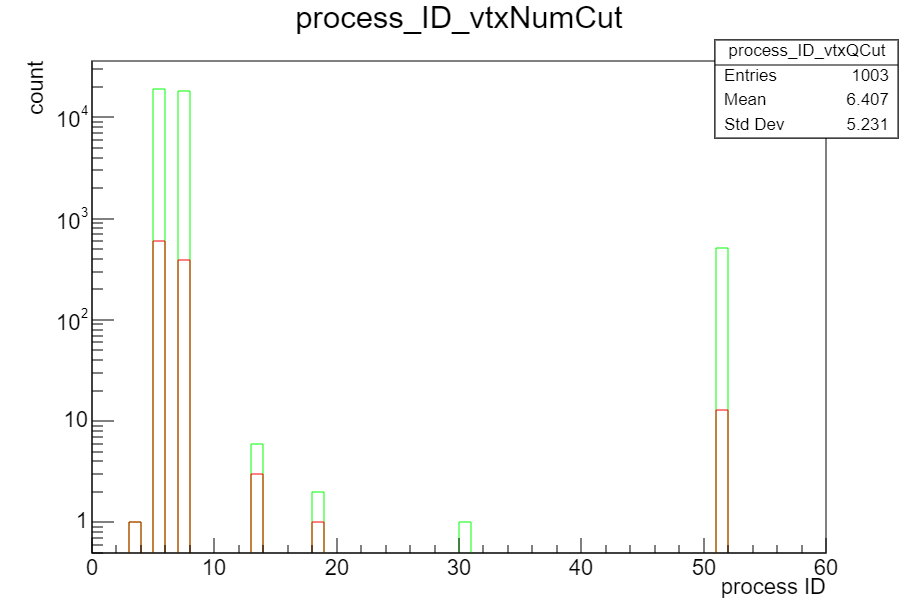 process_ID_vtxNumCut
process_ID_vtxQCut
Entries 1003
Mean 6.407
Std Dev 5.231
count
10^4
10^3
10^2
10
1
0 10 20 30 40 50 60
process ID